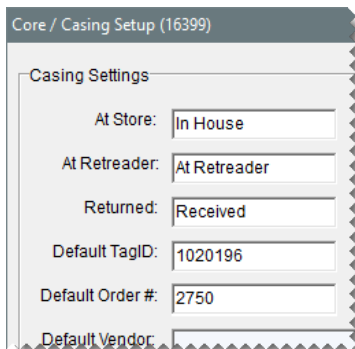 Core / Casing Setup (16399)
Casing Settings
At Store: In House
At Retreader: At Retreader
Returned: Received
Default TagID: 1020196
Default Order #: 2750
Default Vendor: